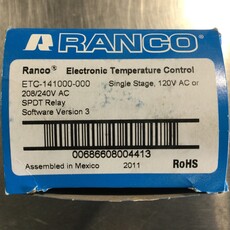 RANCO
Ranco® Electronic Temperature Control
ETC-141000-000 Single Stage, 120V AC or
208/240V AC
SPDT Relay
Software Version 3
00686608004413
Assembled in Mexico 2011 RoHS